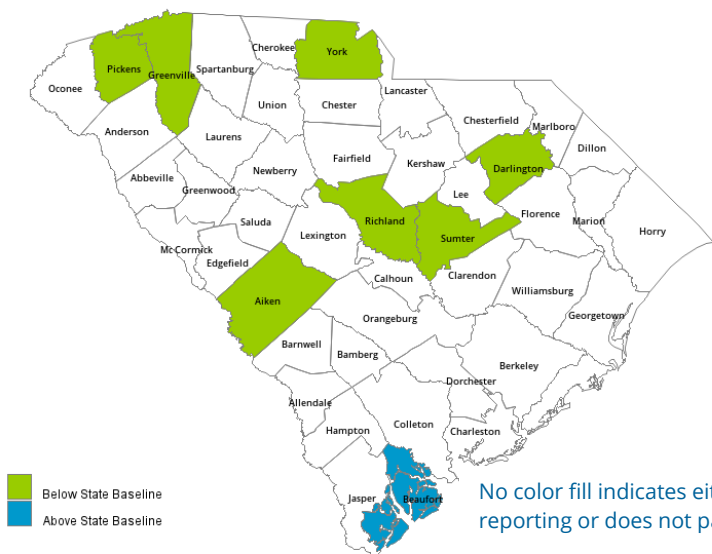 Cherokee
York
Pickens
Greenville
Spartanburg
Oconee
Union
Chester
Lancaster
Chesterfield
Marlboro
Anderson
Laurens
Dillon
Fairfield
Kershaw
Darlington
Abbeville
Newberry
Greenwood
Lee
Florence
Marion
Saluda
Richland
Horry
Lexington
Sumter
Mc Cormick
Edgefield
Calhoun
Clarendon
Williamsburg
Aiken
Georgetown
Orangeburg
Barnwell
Bamberg
Berkeley
Dorchester
Allendale
Colleton
Hampton
Charleston
Jasper
Beaufort
Below State Baseline
Above State Baseline
No color fill indicates
reporting or does not